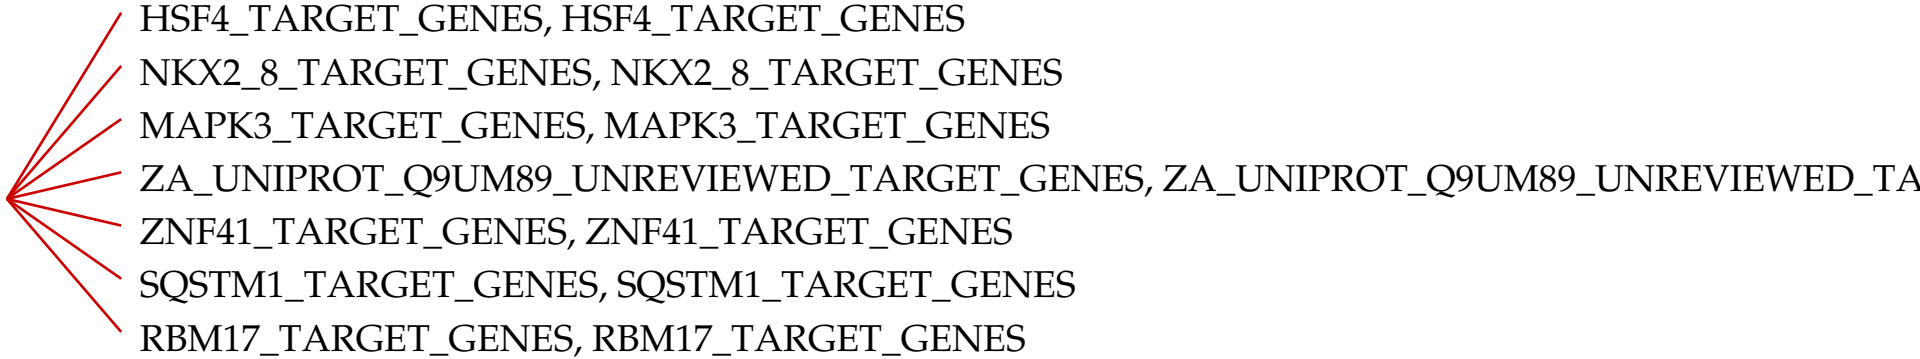 HSF4_TARGET_GENES, HSF4_TARGET_GENES
NKX2_8_TARGET_GENES, NKX2_8_TARGET_GENES
MAPK3_TARGET_GENES, MAPK3_TARGET_GENES
ZA_UNIPROT_Q9UM89_UNREVIEWED_TARGET_GENES, ZA_UNIPROT_Q9UM89_UNREVIEWED_TA
ZNF41_TARGET_GENES, ZNF41_TARGET_GENES
SQSTM1_TARGET_GENES, SQSTM1_TARGET_GENES
RBM17_TARGET_GENES, RBM17_TARGET_GENES